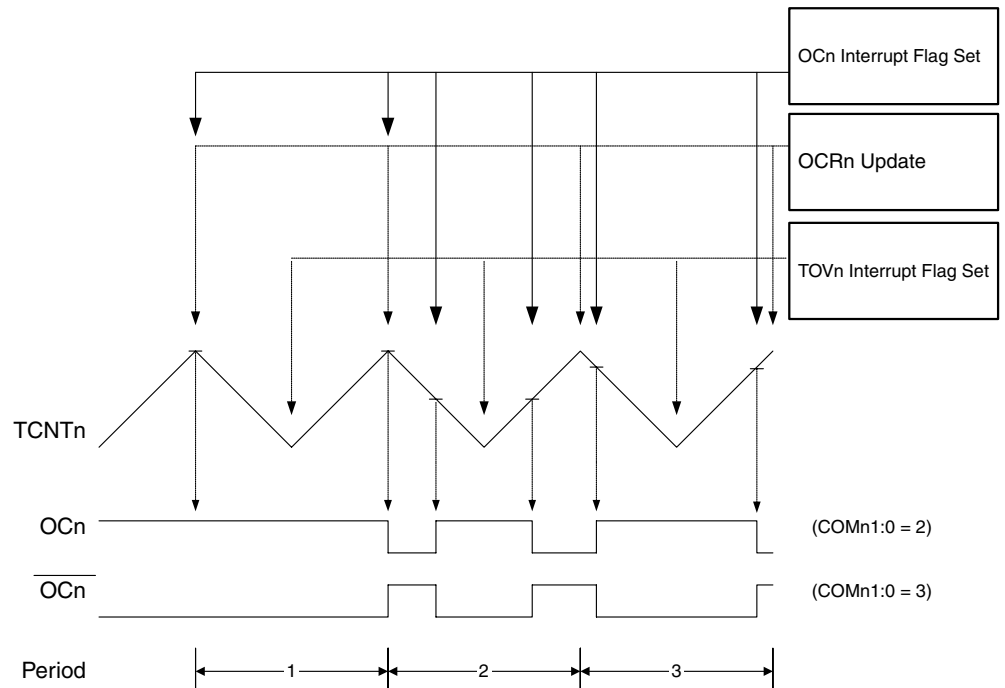 OCn Interrupt Flag Set
OCRn Update
TOVn Interrupt Flag Set
TCNTn
OCn
(COMn1:0 = 2)
OCn
(COMn1:0 = 3)
Period
1
2
3